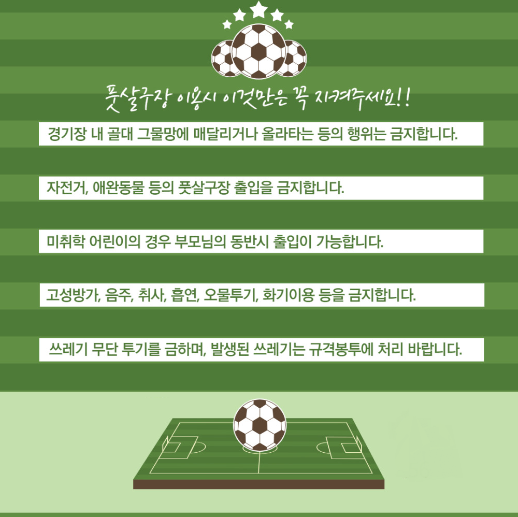 풋살구장 이용시 이것만은 꼭 지켜주세요!!
경기장 내 골대 그물망에 매달리거나 올라타는 등의 행위는 금지합니다.
자전거, 애완동물 등의 풋살구장 출입을 금지합니다.
미취학 어린이의 경우 부모님의 동반시 출입이 가능합니다.
고성방가, 음주, 취사, 흡연, 오물투기, 화기이용 등을 금지합니다.
쓰레기 무단 투기를 금하며, 발생된 쓰레기는 규격봉투에 처리 바랍니다.